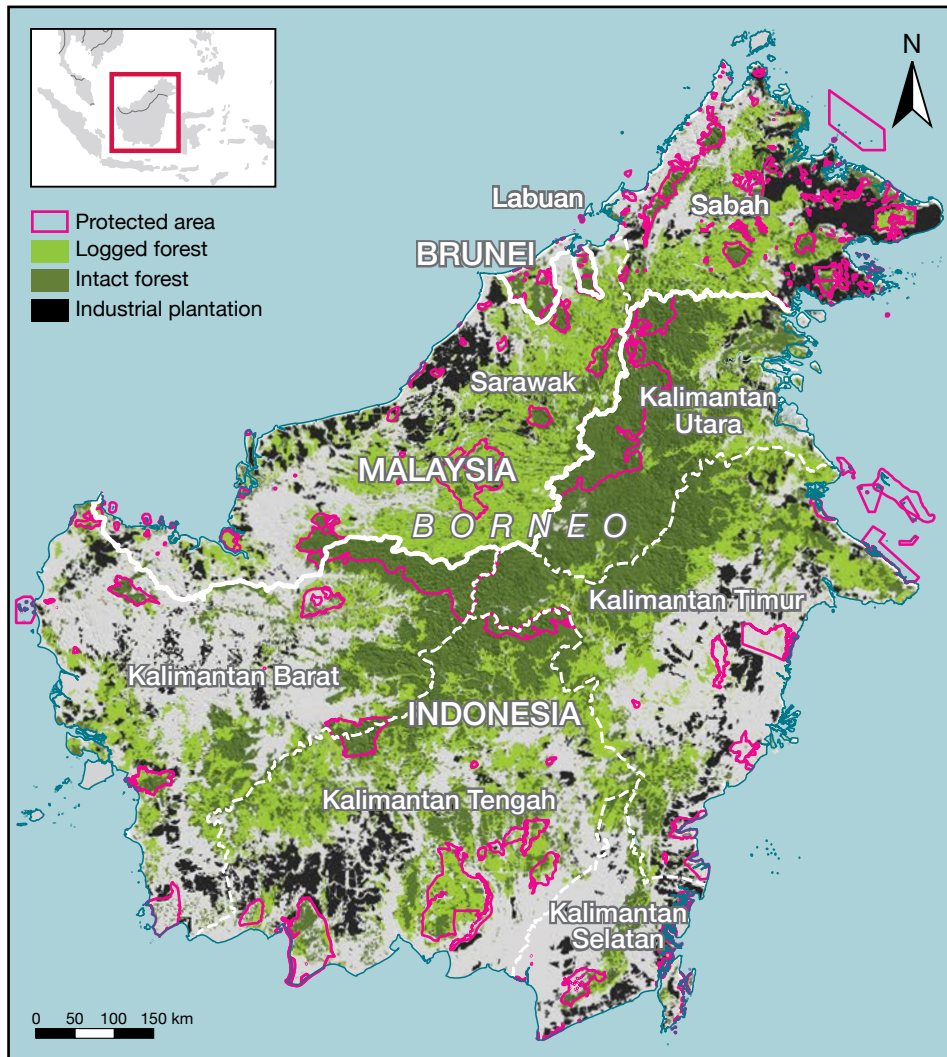 N
Protected area
Logged forest
Intact forest
Industrial plantation
Labuan
Sabah
BRUNEI
Sarawak
Kalimantan
Utara
MALAYSIA
BORNEO
Kalimantan Timur
Kalimantan Barat
INDONESIA
Kalimantan Tengah
Kalimantan
Selatan
0 50 100 150 km